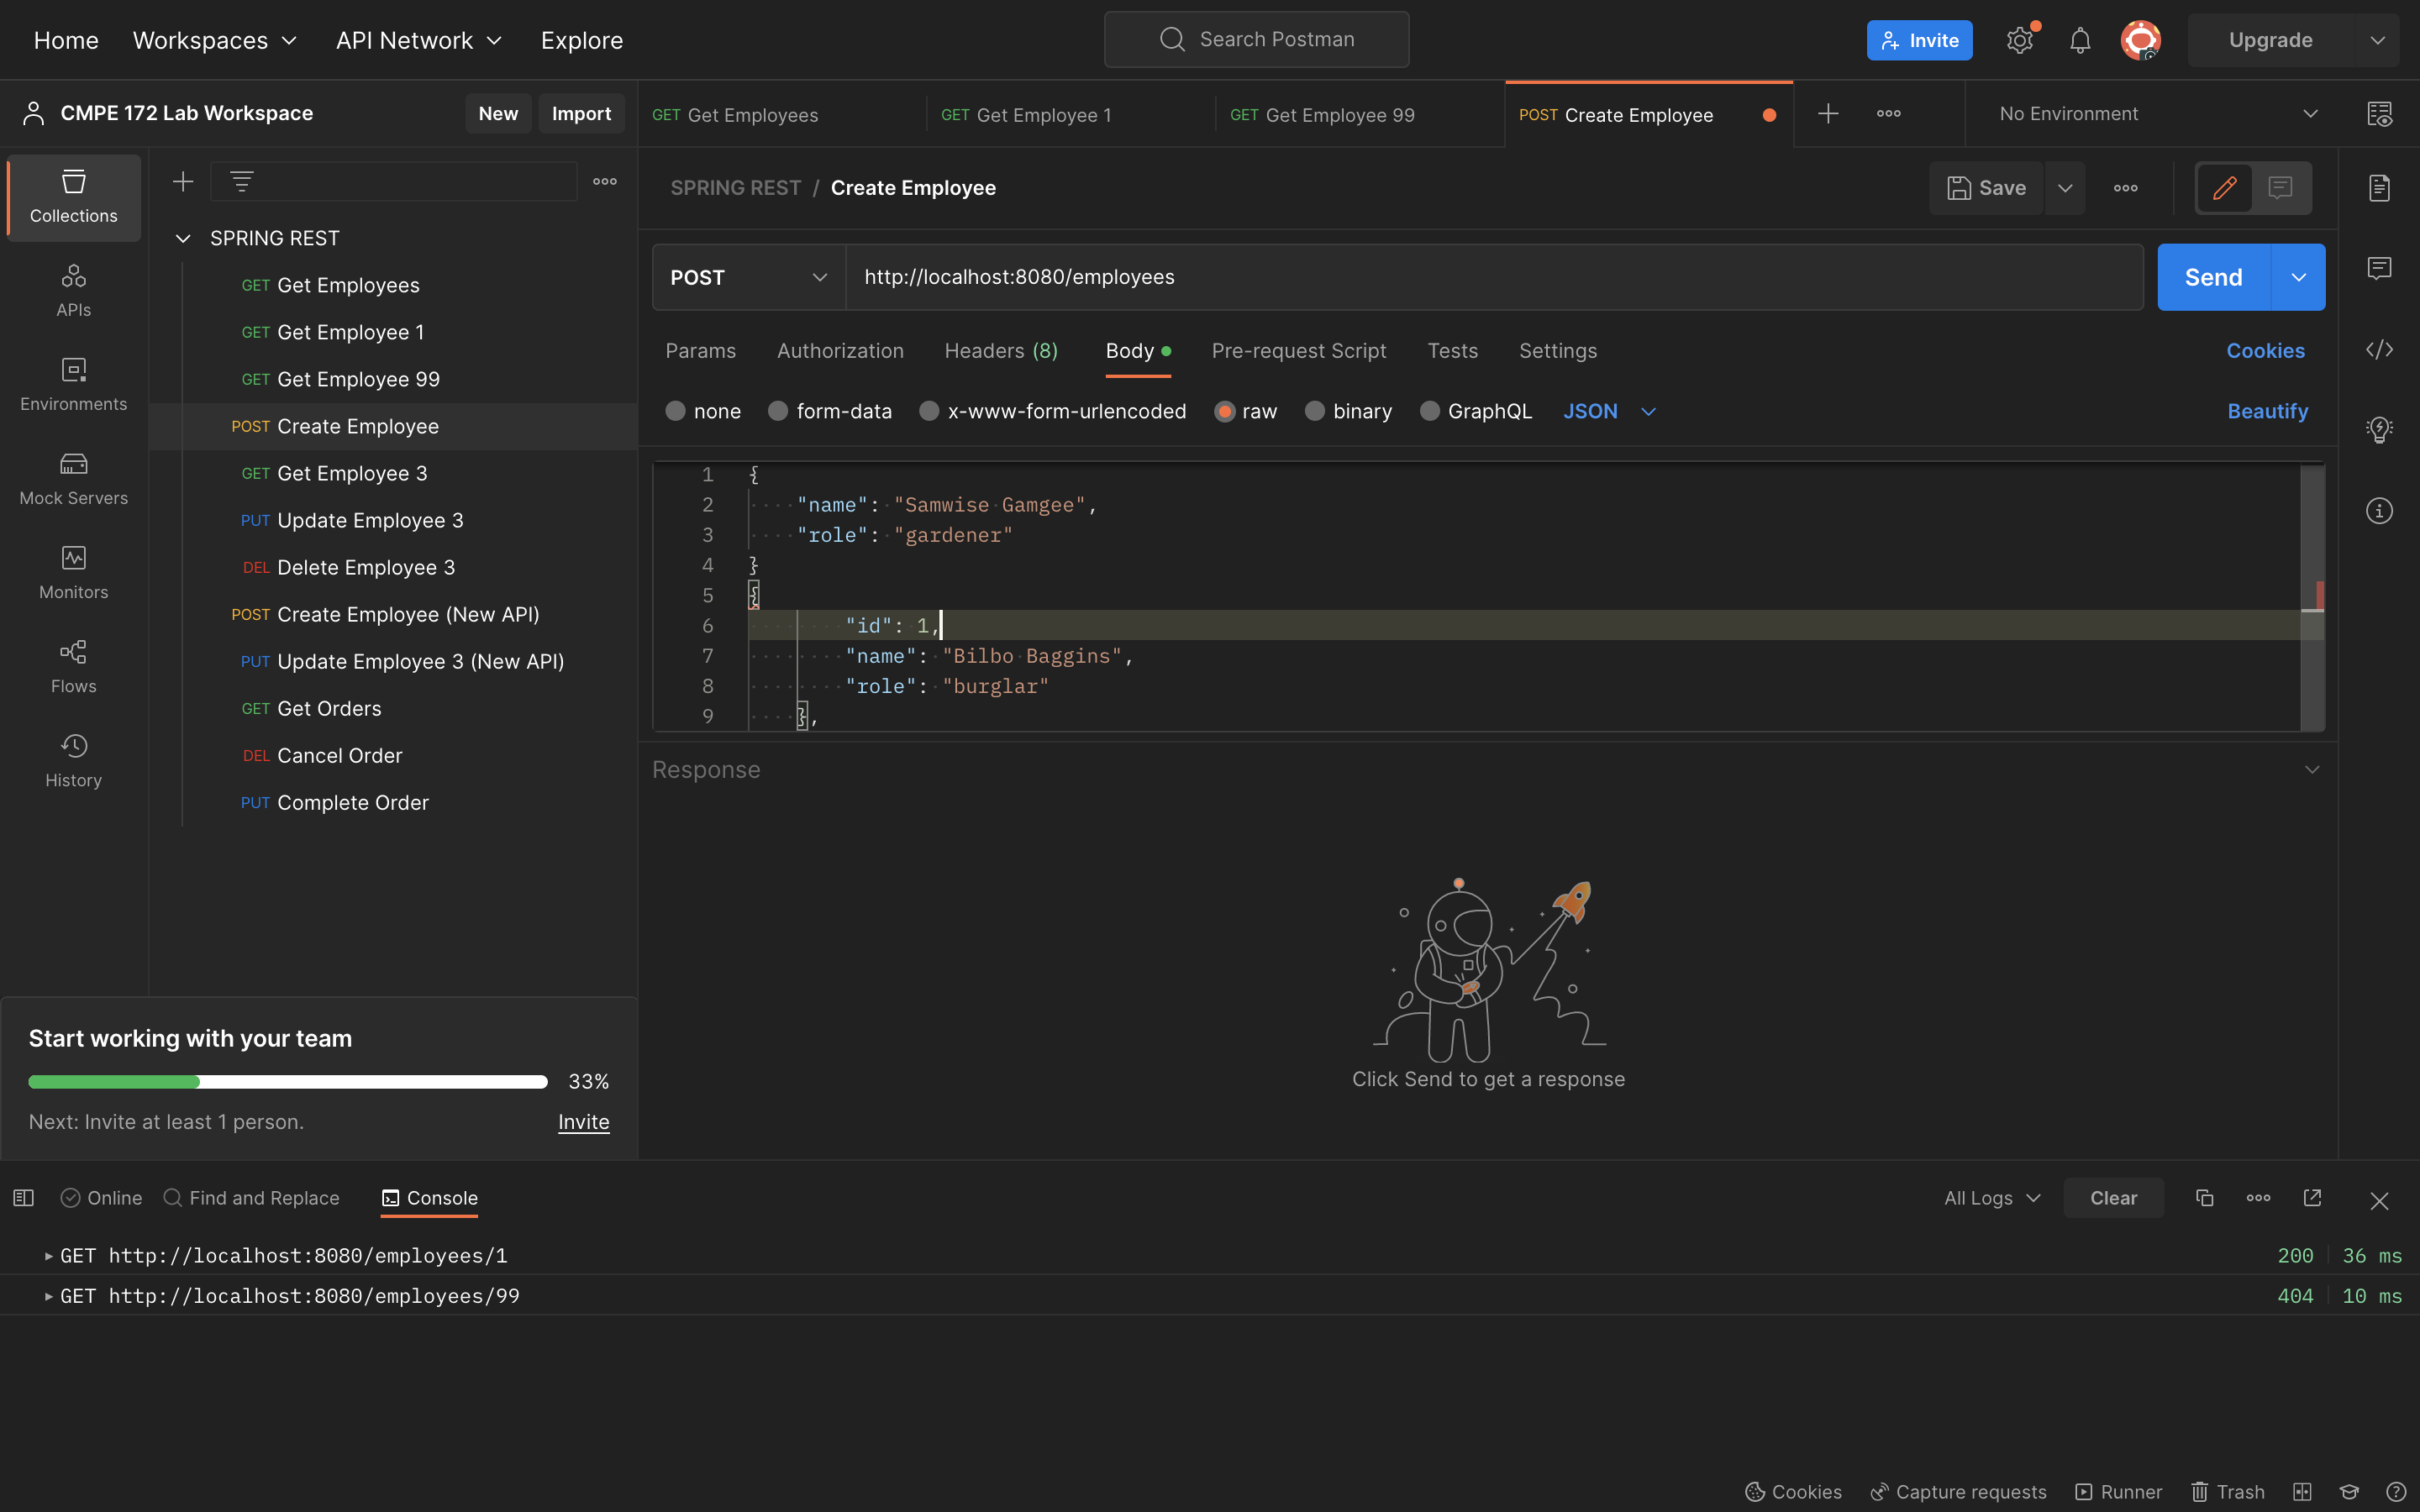 Home Workspaces API Network Explore Search Postman Invite Upgrade
CMPE 172 Lab Workspace New Import
GET Get Employees GET Get Employee 1 GET Get Employee 99 POST Create Employee No Environment
Collections
APIs
Environments
Mock Servers
Monitors
Flows
History
SPRING REST
GET Get Employees
GET Get Employee 1
GET Get Employee 99
POST Create Employee
GET Get Employee 3
PUT Update Employee 3
DEL Delete Employee 3
POST Create Employee (New API)
PUT Update Employee 3 (New API)
GET Get Orders
DEL Cancel Order
PUT Complete Order
Start working with your team
33%
Next: Invite at least 1 person. Invite
SPRING REST / Create Employee Save
POST http://localhost:8080/employees Send
Params Authorization Headers (8) Body Pre-request Script Tests Settings Cookies
none form-data x-www-form-urlencoded raw binary GraphQL JSON Beautify
1 {
2 "name": "Samwise Gamgee",
3 "role": "gardener"
4 }
5 {
6 "id": 1,
7 "name": "Bilbo Baggins",
8 "role": "burglar"
9 },
Response
Click Send to get a response
Online Find and Replace Console All Logs Clear
GET http://localhost:8080/employees/1 200 36 ms
GET http://localhost:8080/employees/99 404 10 ms
Cookies Capture requests Runner Trash